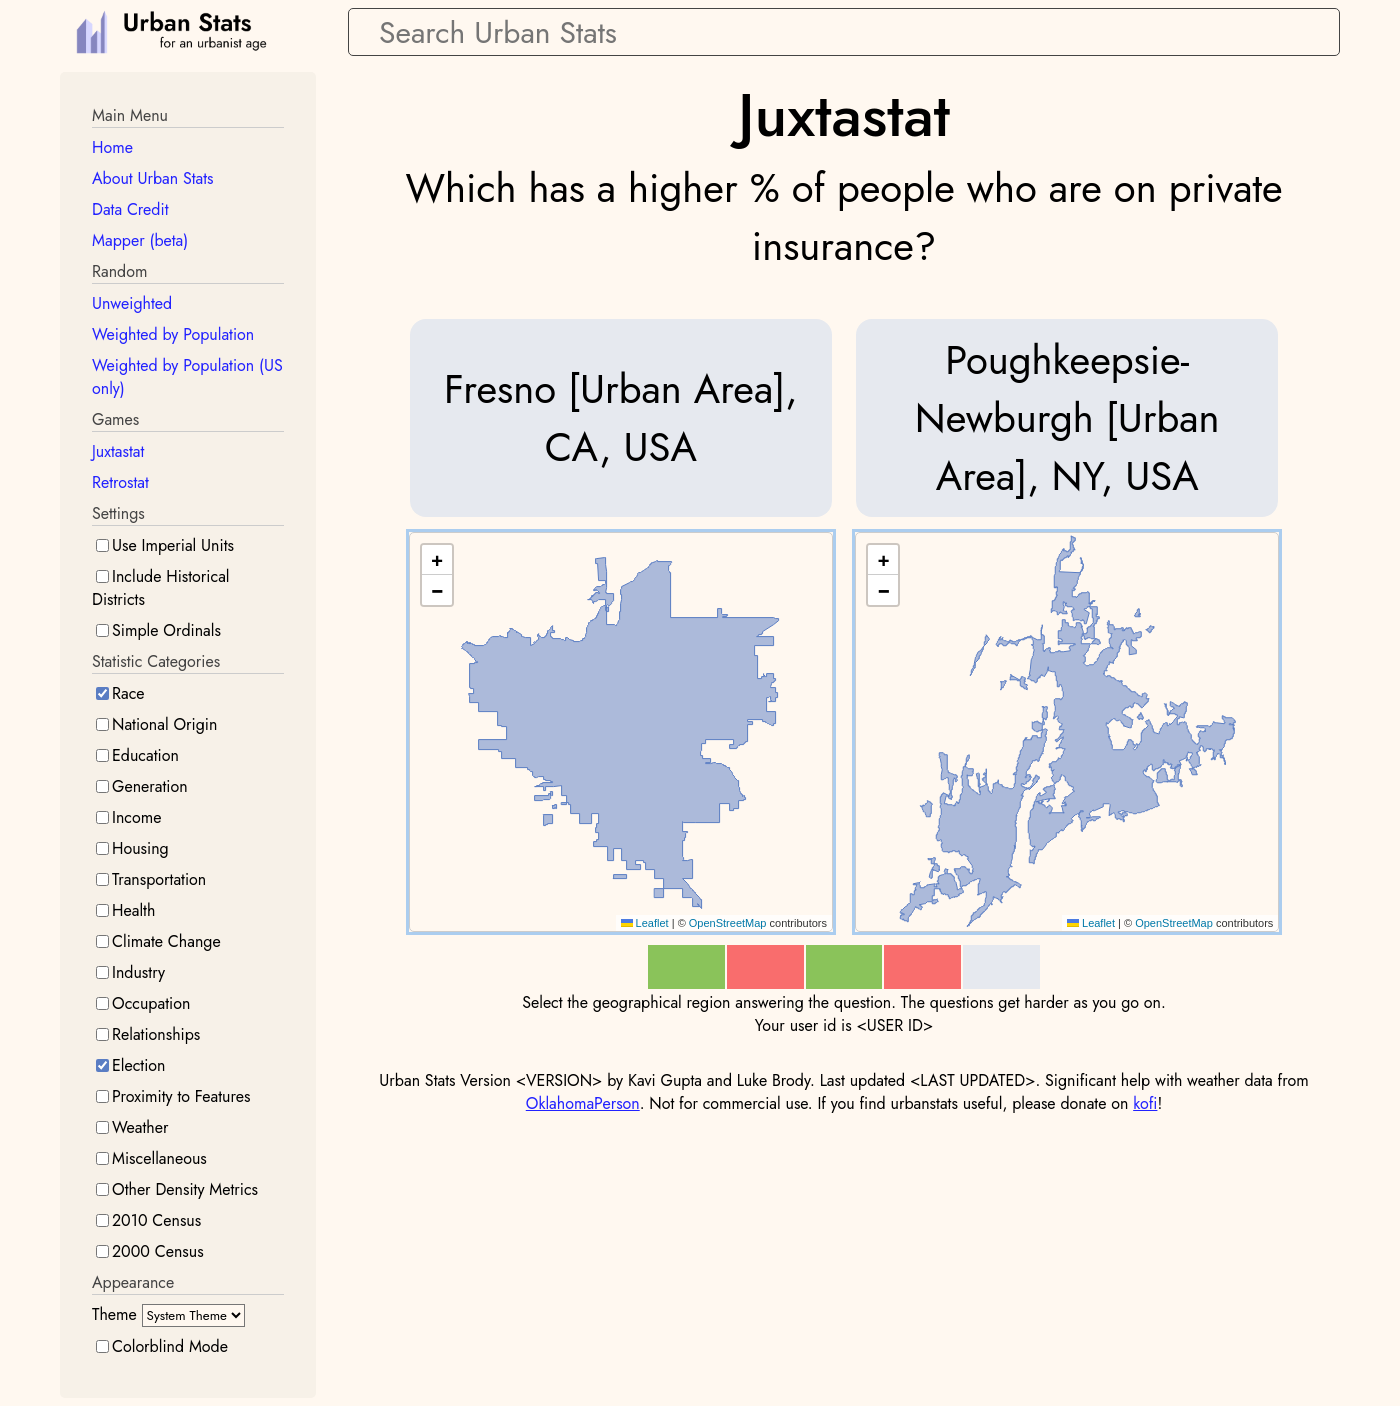 Urban Stats
for an urbanist age
Search Urban Stats
Main Menu
Home
About Urban Stats
Data Credit
Mapper (beta)
Random
Unweighted
Weighted by Population
Weighted by Population (US
only)
Games
Juxtastat
Retrostat
Settings
Use Imperial Units
Include Historical
Districts
Simple Ordinals
Statistic Categories
Race
National Origin
Education
Generation
Income
Housing
Transportation
Health
Climate Change
Industry
Occupation
Relationships
Election
Proximity to Features
Weather
Miscellaneous
Other Density Metrics
2010 Census
2000 Census
Appearance
Theme System Theme
Colorblind Mode
Juxtastat
Which has a higher % of people who are on private
insurance?
Fresno [Urban Area],
CA, USA
Poughkeepsie-
Newburgh [Urban
Area], NY, USA
+
−
Leaflet | © OpenStreetMap contributors
+
−
Leaflet | © OpenStreetMap contributors
Select the geographical region answering the question. The questions get harder as you go on.
Your user id is <USER ID>
Urban Stats Version <VERSION> by Kavi Gupta and Luke Brody. Last updated <LAST UPDATED>. Significant help with weather data from
OklahomaPerson. Not for commercial use. If you find urbanstats useful, please donate on kofi!